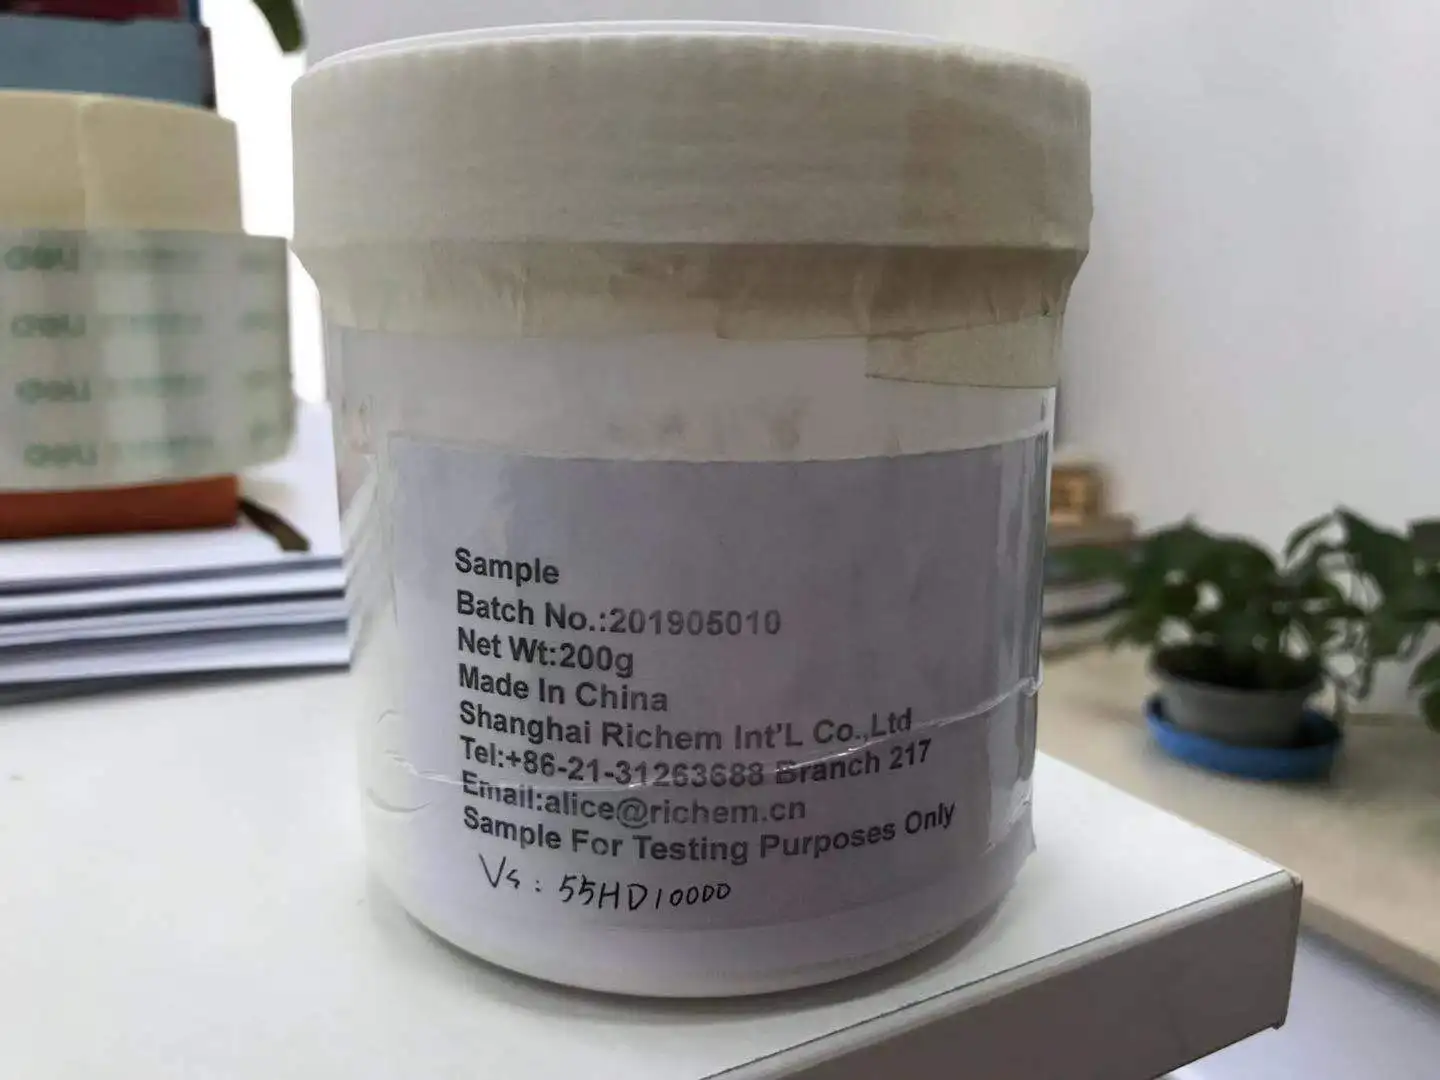 Sample
Batch No.:201905010
Net Wt:200g
Made In China
Shanghai Richem Int'L Co.,Ltd
Tel:+86-21-31263688 Branch 217
Email:alice@richem.cn
Sample For Testing Purposes Only
Vs: 55HD10000